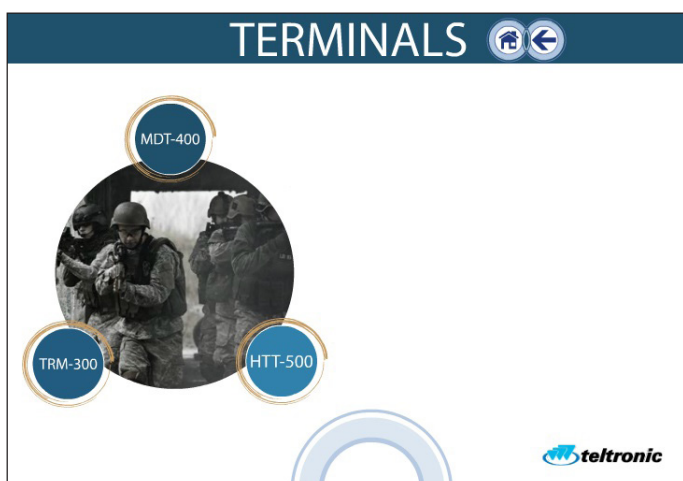 TERMINALS
MDT-400
TRM-300
HTT-500
teltronic